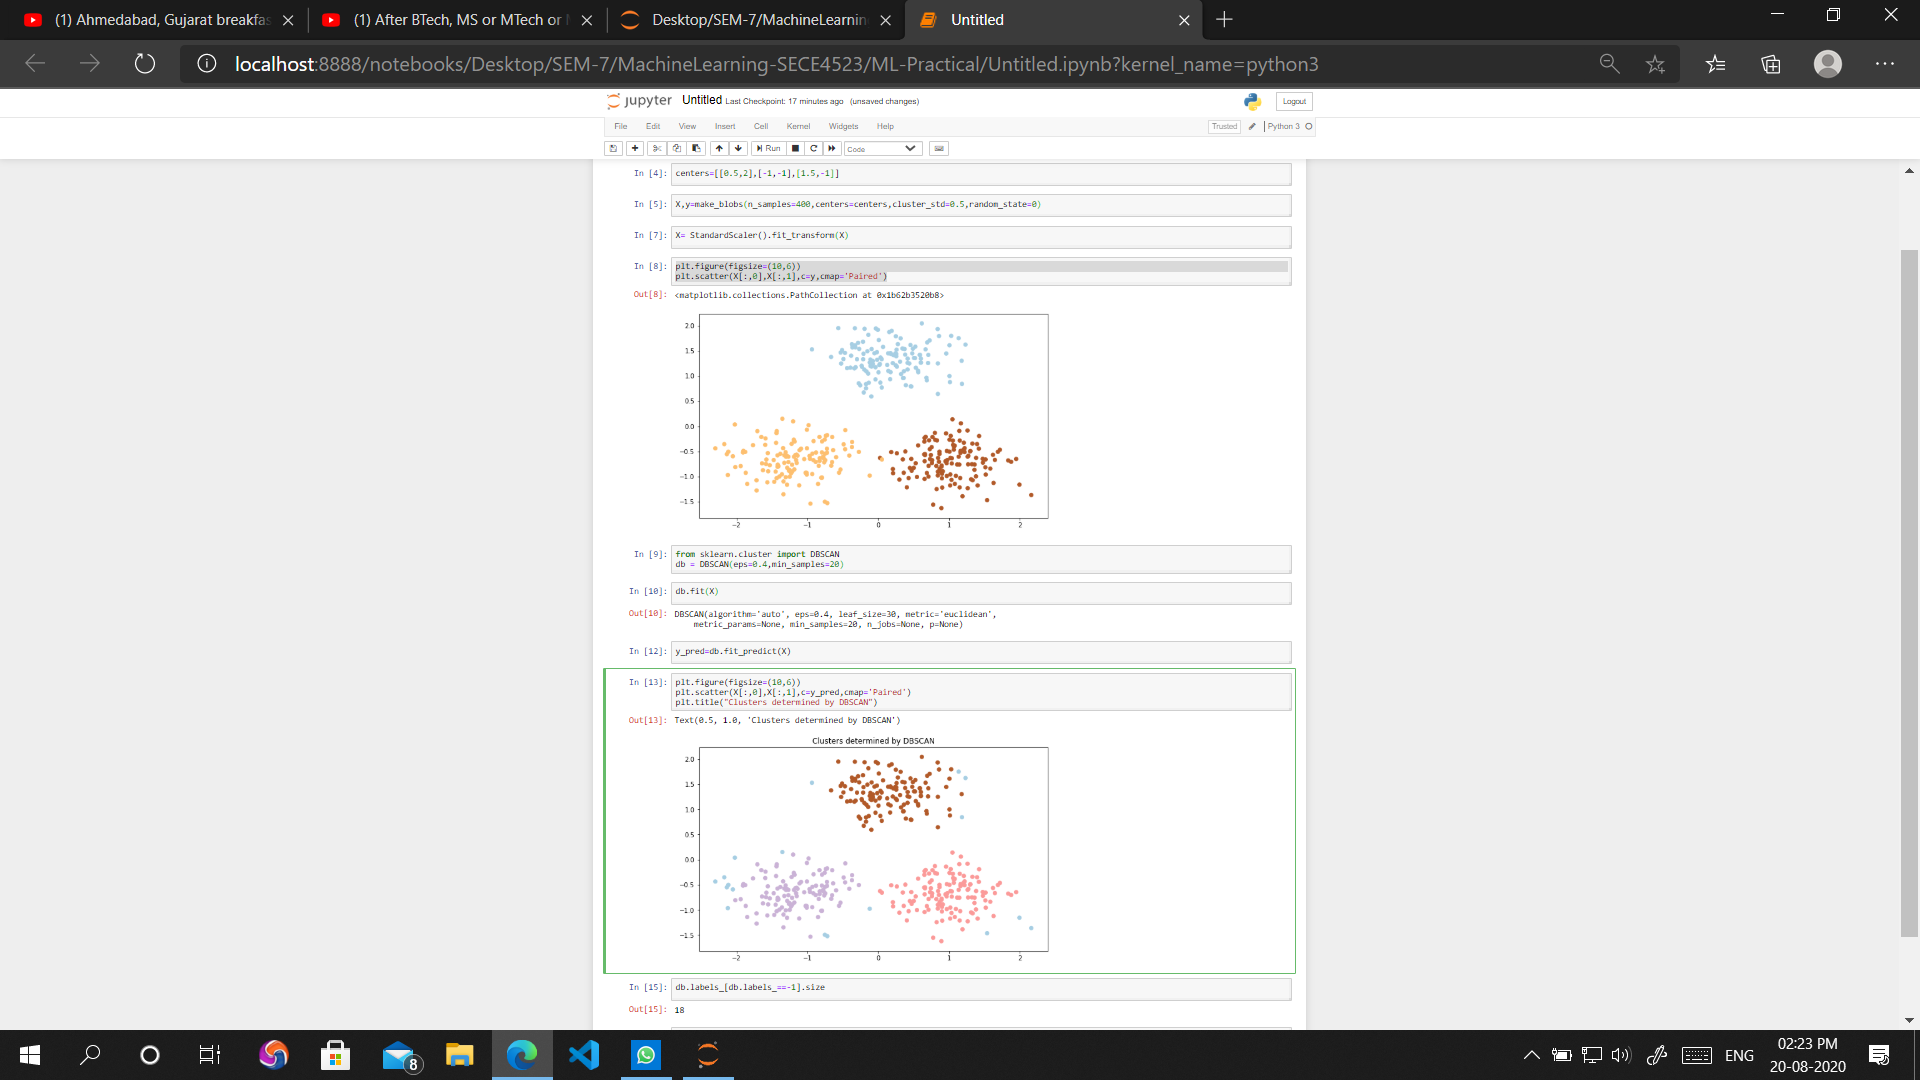 (1) Ahmedabad, Gujarat breakfas
(1) After BTech, MS or MTech or
Desktop/SEM-7/MachineLearnin
Untitled
localhost:8888/notebooks/Desktop/SEM-7/MachineLearning-SECE4523/ML-Practical/Untitled.ipynb?kernel_name=python3
jupyter Untitled Last Checkpoint: 17 minutes ago (unsaved changes)
Logout
File Edit View Insert Cell Kernel Widgets Help
Trusted Python 3
Run Code
In [4]: centers=[[0.5,2],[-1,-1],[1.5,-1]]
In [5]: X,y=make_blobs(n_samples=400,centers=centers,cluster_std=0.5,random_state=0)
In [7]: X= StandardScaler().fit_transform(X)
In [8]: plt.figure(figsize=(10,6))
plt.scatter(X[:,0],X[:,1],c=y,cmap='Paired')
Out[8]: <matplotlib.collections.PathCollection at 0x1b62b3520b8>
2.0
1.5
1.0
0.5
0.0
−0.5
−1.0
−1.5
−2 −1 0 1 2
In [9]: from sklearn.cluster import DBSCAN
db = DBSCAN(eps=0.4,min_samples=20)
In [10]: db.fit(X)
Out[10]: DBSCAN(algorithm='auto', eps=0.4, leaf_size=30, metric='euclidean',
metric_params=None, min_samples=20, n_jobs=None, p=None)
In [12]: y_pred=db.fit_predict(X)
In [13]: plt.figure(figsize=(10,6))
plt.scatter(X[:,0],X[:,1],c=y_pred,cmap='Paired')
plt.title("Clusters determined by DBSCAN")
Out[13]: Text(0.5, 1.0, 'Clusters determined by DBSCAN')
Clusters determined by DBSCAN
2.0
1.5
1.0
0.5
0.0
−0.5
−1.0
−1.5
−2 −1 0 1 2
In [15]: db.labels_[db.labels_==-1].size
Out[15]: 18
8
ENG
02:23 PM
20-08-2020